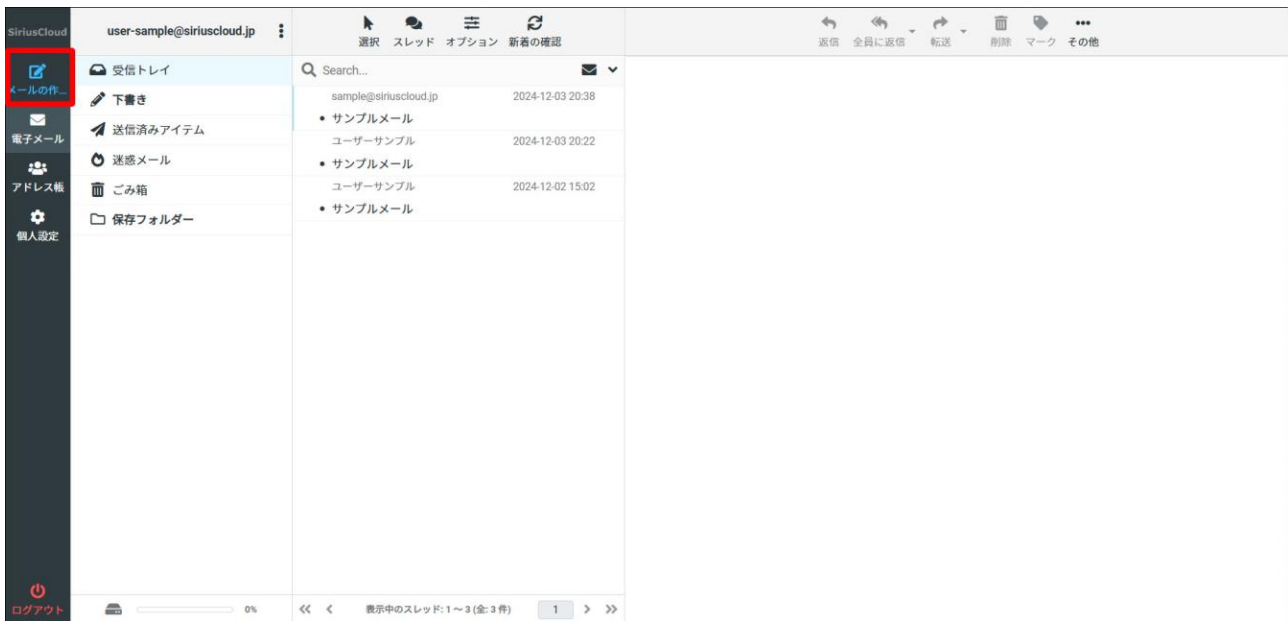 SiriusCloud
メールの作...
電子メール
アドレス帳
個人設定
ログアウト
user-sample@siriuscloud.jp
受信トレイ
下書き
送信済みアイテム
迷惑メール
ごみ箱
保存フォルダー
0%
選択 スレッド オプション 新着の確認
Search...
sample@siriuscloud.jp 2024-12-03 20:38
• サンプルメール
ユーザーサンプル 2024-12-03 20:22
• サンプルメール
ユーザーサンプル 2024-12-02 15:02
• サンプルメール
表示中のスレッド: 1 ～ 3 (全: 3 件) 1
返信 全員に返信 転送 削除 マーク その他